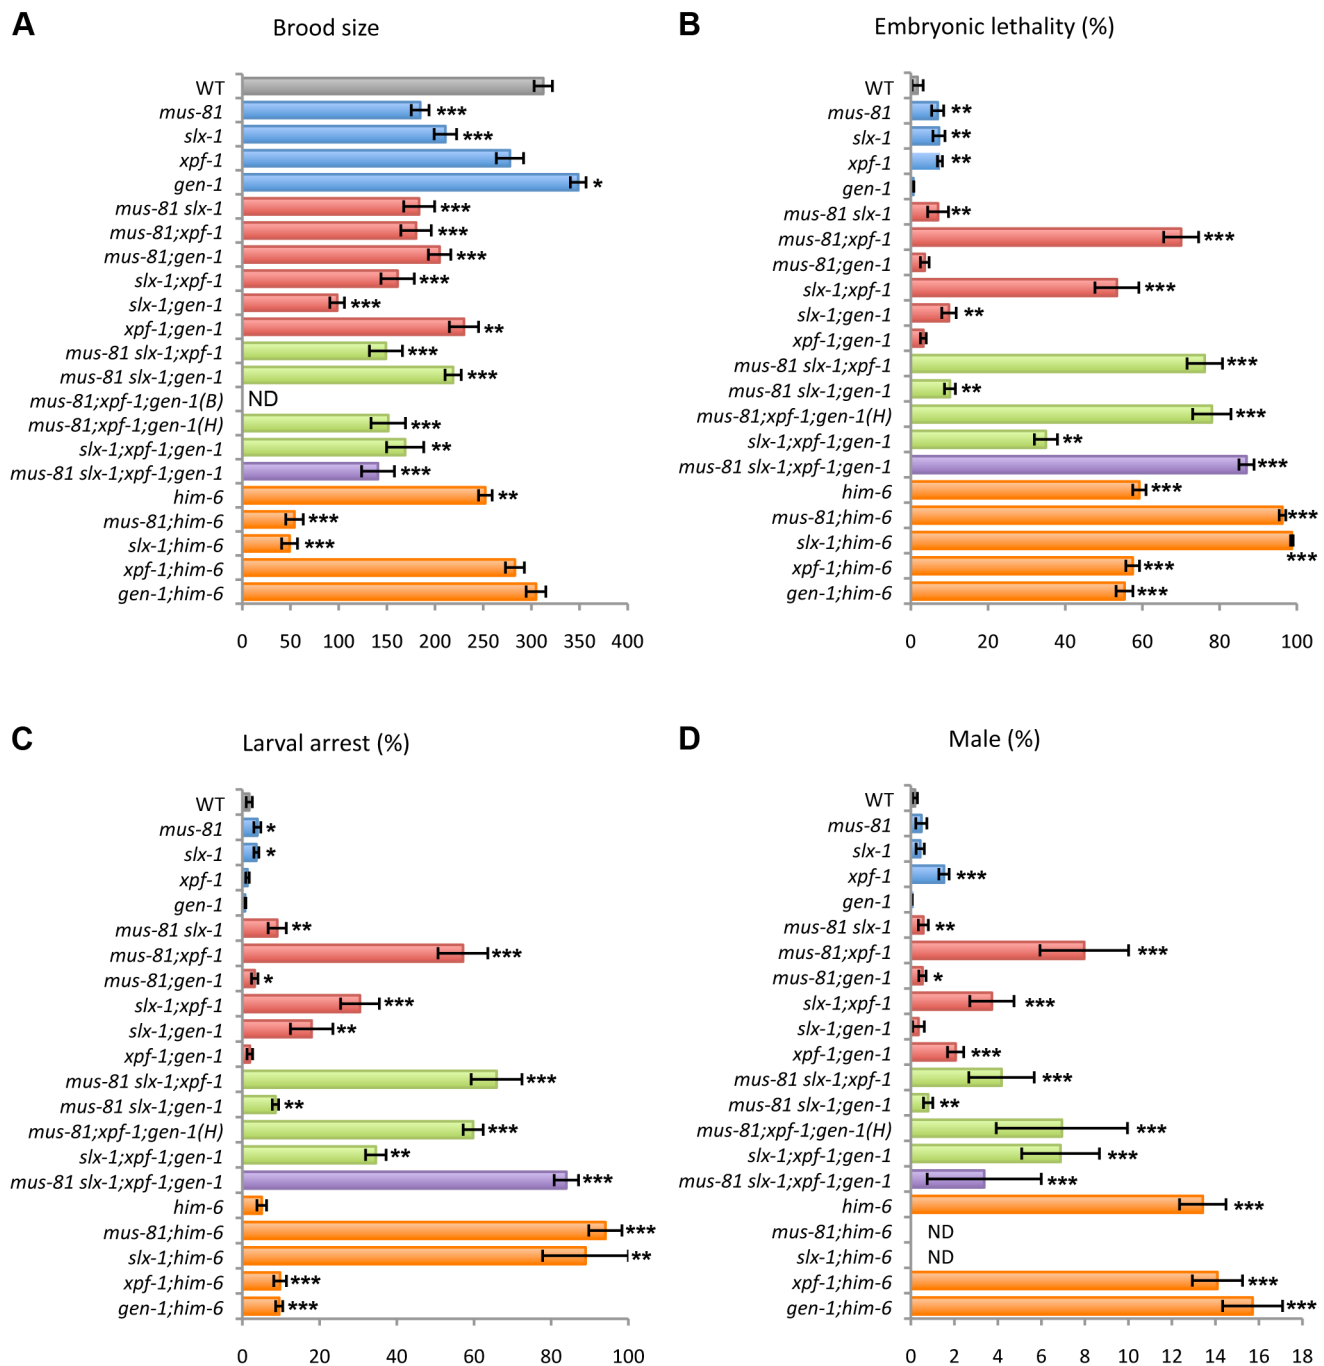 A
Brood size
WT
mus-81
***
slx-1
***
xpf-1
gen-1
*
mus-81 slx-1
***
mus-81;xpf-1
***
mus-81;gen-1
***
slx-1;xpf-1
***
slx-1;gen-1
***
xpf-1;gen-1
**
mus-81 slx-1;xpf-1
***
mus-81 slx-1;gen-1
***
mus-81;xpf-1;gen-1(B)
ND
mus-81;xpf-1;gen-1(H)
***
slx-1;xpf-1;gen-1
**
mus-81 slx-1;xpf-1;gen-1
***
him-6
**
mus-81;him-6
***
slx-1;him-6
***
xpf-1;him-6
gen-1;him-6
0 50 100 150 200 250 300 350 400
B
Embryonic lethality (%)
WT
mus-81
**
slx-1
**
xpf-1
**
gen-1
mus-81 slx-1
**
mus-81;xpf-1
***
mus-81;gen-1
slx-1;xpf-1
***
slx-1;gen-1
**
xpf-1;gen-1
mus-81 slx-1;xpf-1
***
mus-81 slx-1;gen-1
**
mus-81;xpf-1;gen-1(H)
***
slx-1;xpf-1;gen-1
**
mus-81 slx-1;xpf-1;gen-1
***
him-6
***
mus-81;him-6
***
slx-1;him-6
***
xpf-1;him-6
***
gen-1;him-6
***
0 20 40 60 80 100
C
Larval arrest (%)
WT
mus-81
*
slx-1
*
xpf-1
gen-1
mus-81 slx-1
**
mus-81;xpf-1
***
mus-81;gen-1
*
slx-1;xpf-1
***
slx-1;gen-1
**
xpf-1;gen-1
mus-81 slx-1;xpf-1
***
mus-81 slx-1;gen-1
**
mus-81;xpf-1;gen-1(H)
***
slx-1;xpf-1;gen-1
**
mus-81 slx-1;xpf-1;gen-1
***
him-6
mus-81;him-6
***
slx-1;him-6
**
xpf-1;him-6
***
gen-1;him-6
***
0 20 40 60 80 100
D
Male (%)
WT
mus-81
slx-1
xpf-1
***
gen-1
mus-81 slx-1
**
mus-81;xpf-1
***
mus-81;gen-1
*
slx-1;xpf-1
***
slx-1;gen-1
xpf-1;gen-1
***
mus-81 slx-1;xpf-1
***
mus-81 slx-1;gen-1
**
mus-81;xpf-1;gen-1(H)
***
slx-1;xpf-1;gen-1
***
mus-81 slx-1;xpf-1;gen-1
***
him-6
***
mus-81;him-6
ND
slx-1;him-6
ND
xpf-1;him-6
***
gen-1;him-6
***
0 2 4 6 8 10 12 14 16 18